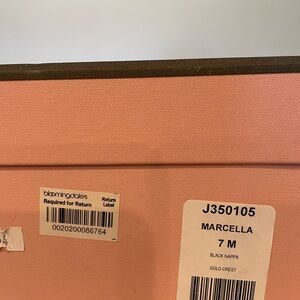 bloomingdale's
Return
Label
Required for Return
0020200086764
J350105
MARCELLA
7 M
BLACK NAPPA
GOLD CREST